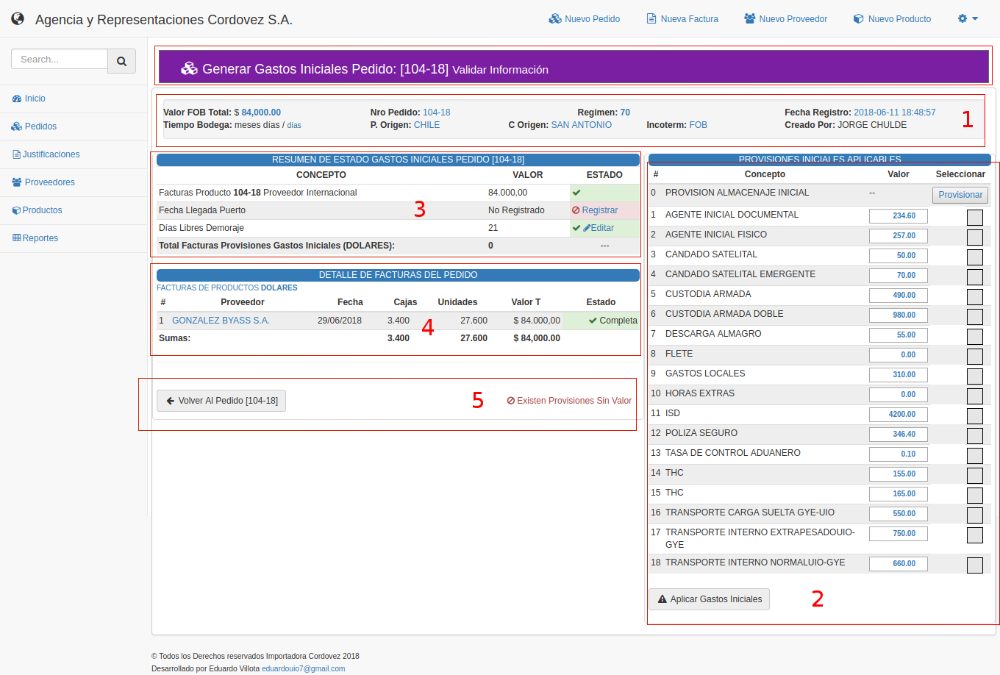 Agencia y Representaciones Cordovez S.A.
Nuevo Pedido
Nueva Factura
Nuevo Proveedor
Nuevo Producto
Search...
Inicio
Pedidos
Justificaciones
Proveedores
Productos
Reportes
Generar Gastos Iniciales Pedido: [104-18] Validar Información
Valor FOB Total: $ 84,000.00 Nro Pedido: 104-18 Regimen: 70 Fecha Registro: 2018-06-11 18:48:57
Tiempo Bodega: meses días / días P. Origen: CHILE C Origen: SAN ANTONIO Incoterm: FOB Creado Por: JORGE CHULDE
1
RESUMEN DE ESTADO GASTOS INICIALES PEDIDO [104-18]
CONCEPTO VALOR ESTADO
Facturas Producto 104-18 Proveedor Internacional 84.000,00
Fecha Llegada Puerto No Registrado Registrar
Días Libres Demoraje 21 Editar
Total Facturas Provisiones Gastos Iniciales (DOLARES): 0 ---
3
DETALLE DE FACTURAS DEL PEDIDO
FACTURAS DE PRODUCTOS DOLARES
# Proveedor Fecha Cajas Unidades Valor T Estado
1 GONZALEZ BYASS S.A. 29/06/2018 3.400 27.600 $ 84.000,00 Completa
Sumas: 3.400 27.600 $ 84,000.00
4
Volver Al Pedido [104-18] 5 Existen Provisiones Sin Valor
PROVISIONES INICIALES APLICABLES
# Concepto Valor Seleccionar
0 PROVISION ALMACENAJE INICIAL -- Provisionar
1 AGENTE INICIAL DOCUMENTAL 234.60
2 AGENTE INICIAL FISICO 257.00
3 CANDADO SATELITAL 50.00
4 CANDADO SATELITAL EMERGENTE 70.00
5 CUSTODIA ARMADA 490.00
6 CUSTODIA ARMADA DOBLE 980.00
7 DESCARGA ALMAGRO 55.00
8 FLETE 0.00
9 GASTOS LOCALES 310.00
10 HORAS EXTRAS 0.00
11 ISD 4200.00
12 POLIZA SEGURO 346.40
13 TASA DE CONTROL ADUANERO 0.10
14 THC 155.00
15 THC 165.00
16 TRANSPORTE CARGA SUELTA GYE-UIO 550.00
17 TRANSPORTE INTERNO EXTRAPESADOUIO- 750.00
GYE
18 TRANSPORTE INTERNO NORMALUIO-GYE 660.00
Aplicar Gastos Iniciales 2
© Todos los Derechos reservados Importadora Cordovez 2018
Desarrollado por Eduardo Villota eduardouio7@gmail.com